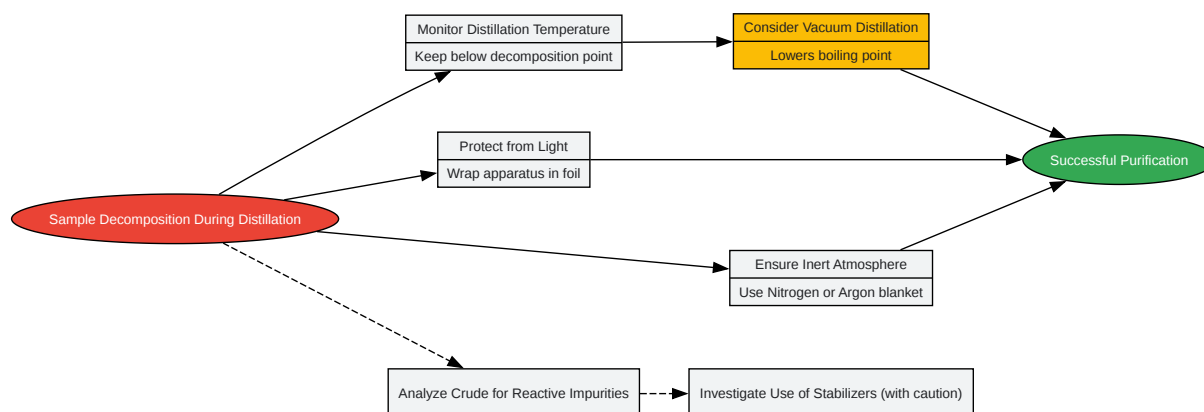 Monitor Distillation Temperature
Keep below decomposition point
Consider Vacuum Distillation
Lowers boiling point
Protect from Light
Wrap apparatus in foil
Successful Purification
Sample Decomposition During Distillation
Ensure Inert Atmosphere
Use Nitrogen or Argon blanket
Analyze Crude for Reactive Impurities
Investigate Use of Stabilizers (with caution)